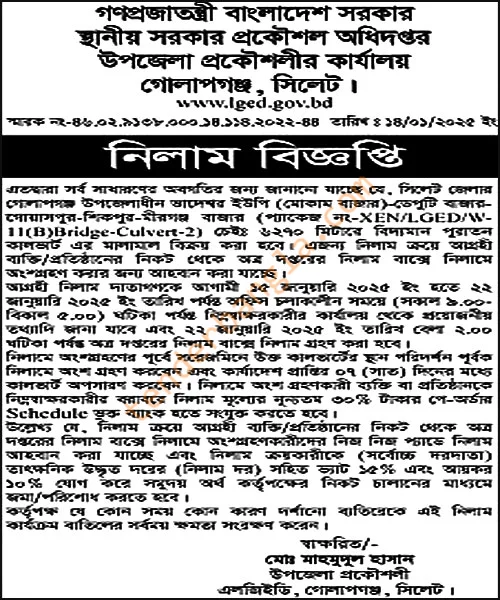 গণপ্রজাতন্ত্রী বাংলাদেশ সরকার
স্থানীয় সরকার প্রকৌশল অধিদপ্তর
উপজেলা প্রকৌশলীর কার্যালয়
গোলাপগঞ্জ, সিলেট।
www.lged.gov.bd
স্মারক নং-৪৬.০২.৯১৩৮.০০০.১৪.১১৪.২০২২-৪৪ তারিখ ঃ ১৪/০১/২০২৫ ইং
নিলাম বিজ্ঞপ্তি
এতদ্বারা সর্ব সাধারণের অবগতির জন্য জানানো যাচ্ছে যে, সিলেট জেলার
গোলাপগঞ্জ উপজেলাধীন ভাদেশ্বর ইউপি (মোকাম বাজার)-ডেপুটি বাজার-
গোয়াসপুর-শিকপুর-মীরগঞ্জ বাজার (প্যাকেজ নং-XEN/LGED/W-
11(B)Bridge-Culvert-2) চেইঃ ৬২৭০ মিটারে বিদ্যমান পুরাতন
কালভার্ট এর মালামাল বিক্রয় করা হবে। এজন্য নিলাম ক্রয়ে আগ্রহী
ব্যক্তি/প্রতিষ্ঠানের নিকট থেকে অত্র দপ্তরের নিলাম বাক্সে নিলামে
অংশগ্রহণ করার জন্য আহবান করা যাচ্ছে।
আগ্রহী নিলাম দাতাগণকে আগামী ১৫ জানুয়ারি ২০২৫ ইং হতে ২২
জানুয়ারি ২০২৫ ইং তারিখ পর্যন্ত অফিস চলাকালীন সময়ে (সকাল ৯.০০-
বিকাল ৫.০০) ঘটিকা পর্যন্ত নিম্নস্বাক্ষরকারীর কার্যালয় থেকে প্রয়োজনীয়
তথ্যাদি জানা যাবে এবং ২২ জানুয়ারি ২০২৫ ইং তারিখ বেলা ২.০০
ঘটিকা পর্যন্ত অত্র দপ্তরের নিলাম বাক্সে নিলাম গ্রহণ করা হবে।
নিলামে অংশগ্রহণের পূর্বে সরেজমিনে উক্ত কালভার্টের স্থান পরিদর্শন পূর্বক
নিলামে অংশ গ্রহণ করবেন এবং কার্যাদেশ প্রাপ্তির ০৭ (সাত) দিনের মধ্যে
কালভার্ট অপসারণ করবেন। নিলামে অংশ গ্রহণকারী ব্যক্তি বা প্রতিষ্ঠানকে
নিম্নস্বাক্ষরকারীর বরাবরে নিলাম মূল্যের ন্যূনতম ৩০% টাকার পে-অর্ডার
Schedule ভুক্ত ব্যাংক হতে সংযুক্ত করতে হবে।
উল্লেখ্য যে, নিলাম ক্রয়ে আগ্রহী ব্যক্তি/প্রতিষ্ঠানের নিকট থেকে অত্র
দপ্তরের নিলাম বাক্সে নিলামে অংশগ্রহণকারীদের নিজ নিজ প্যাডে নিলাম
আহবান করা যাচ্ছে এবং নিলাম ক্রয়কারীকে (সর্বোচ্চ দরদাতা)
তাৎক্ষনিক উদ্ধৃত দরের (নিলাম দর) সহিত ভ্যাট ১৫% এবং আয়কর
১০% যোগ করে সমুদয় অর্থ কর্তৃপক্ষের নিকট চালানের মাধ্যমে
জমা/পরিশোধ করতে হবে।
কর্তৃপক্ষ যে কোন সময় কোন কারণ দর্শানো ব্যতিরেকে এই নিলাম
কার্যক্রম বাতিলের সর্বময় ক্ষমতা সংরক্ষণ করেন।
স্বাক্ষরিত/-
মোঃ মাহমুদুল হাসান
উপজেলা প্রকৌশলী
এলজিইডি, গোলাপগঞ্জ, সিলেট।